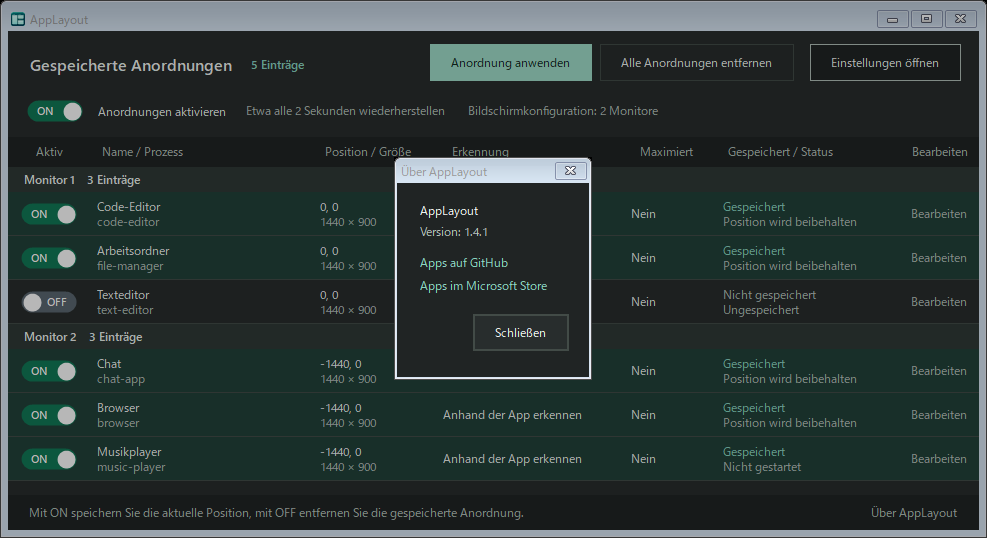 AppLayout
Gespeicherte Anordnungen 5 Einträge Anordnung anwenden Alle Anordnungen entfernen Einstellungen öffnen
ON Anordnungen aktivieren Etwa alle 2 Sekunden wiederherstellen Bildschirmkonfiguration: 2 Monitore
Aktiv Name / Prozess Position / Größe Erkennung Maximiert Gespeichert / Status Bearbeiten
Monitor 1 3 Einträge
ON Code-Editor 0, 0 Nein Gespeichert Bearbeiten
code-editor 1440 × 900 Position wird beibehalten
ON Arbeitsordner 0, 0 Nein Gespeichert Bearbeiten
file-manager 1440 × 900 Position wird beibehalten
OFF Texteditor 0, 0 Nein Nicht gespeichert Bearbeiten
text-editor 1440 × 900 Ungespeichert
Monitor 2 3 Einträge
ON Chat -1440, 0 Nein Gespeichert Bearbeiten
chat-app 1440 × 900 Position wird beibehalten
ON Browser -1440, 0 Anhand der App erkennen Nein Gespeichert Bearbeiten
browser 1440 × 900 Position wird beibehalten
ON Musikplayer -1440, 0 Anhand der App erkennen Nein Gespeichert Bearbeiten
music-player 1440 × 900 Nicht gestartet
Mit ON speichern Sie die aktuelle Position, mit OFF entfernen Sie die gespeicherte Anordnung. Über AppLayout
Über AppLayout
AppLayout
Version: 1.4.1
Apps auf GitHub
Apps im Microsoft Store
Schließen